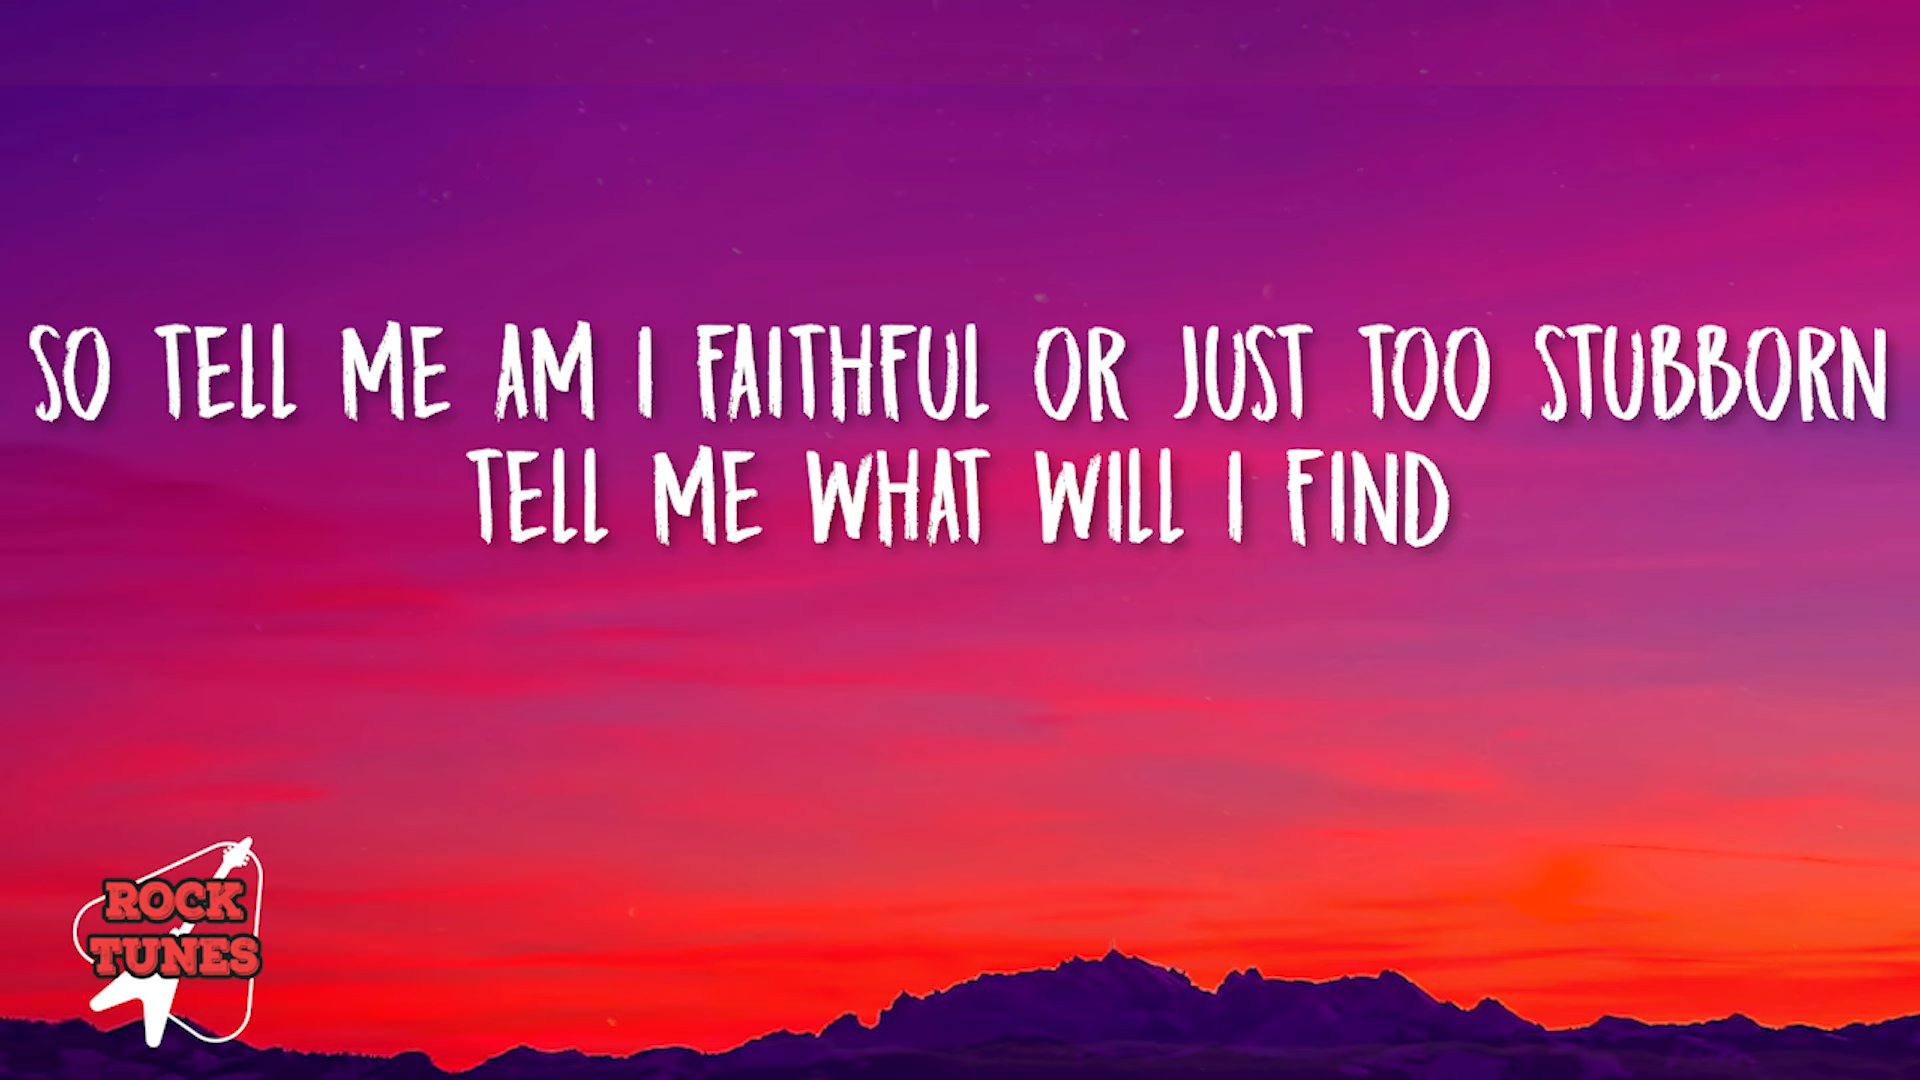 SO TELL ME AM I FAITHFUL OR JUST TOO STUBBORN
TELL ME WHAT WILL I FIND
ROCK
TUNES